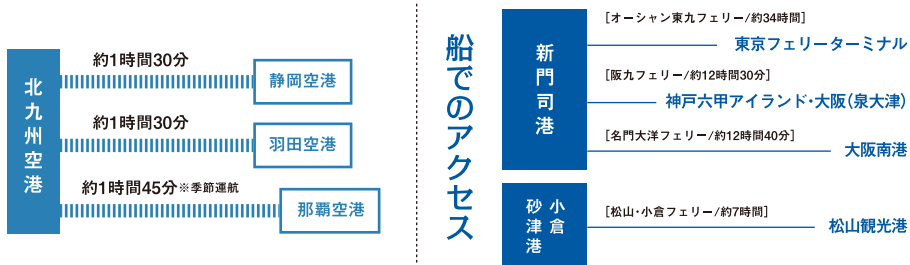 北九州空港
約1時間30分
静岡空港
約1時間30分
羽田空港
約1時間45分※季節運航
那覇空港
船でのアクセス
新門司港
[オーシャン東九フェリー/約34時間]
東京フェリーターミナル
[阪九フェリー/約12時間30分]
神戸六甲アイランド・大阪(泉大津)
[名門大洋フェリー/約12時間40分]
大阪南港
小倉
砂津港
[松山・小倉フェリー/約7時間]
松山観光港